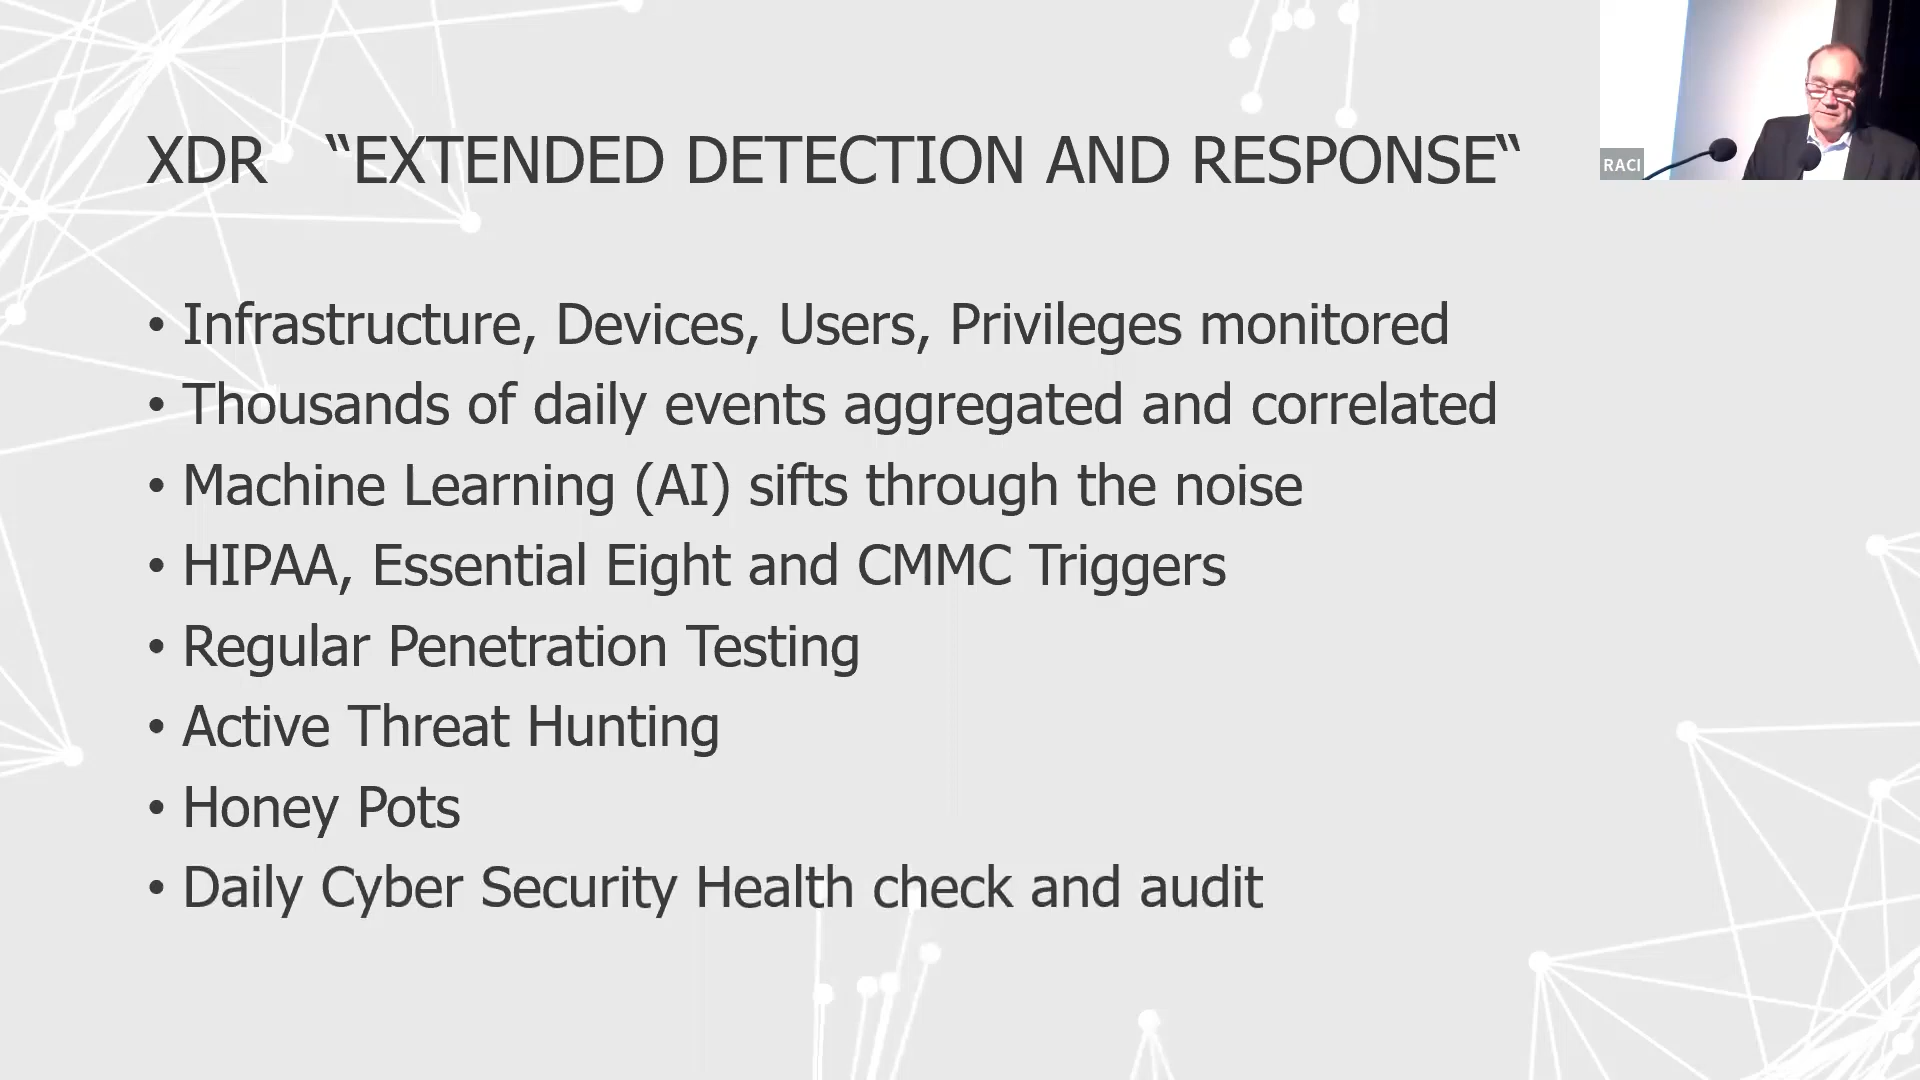 XDR “EXTENDED DETECTION AND RESPONSE“
RACI
• Infrastructure, Devices, Users, Privileges monitored
• Thousands of daily events aggregated and correlated
• Machine Learning (AI) sifts through the noise
• HIPAA, Essential Eight and CMMC Triggers
• Regular Penetration Testing
• Active Threat Hunting
• Honey Pots
• Daily Cyber Security Health check and audit